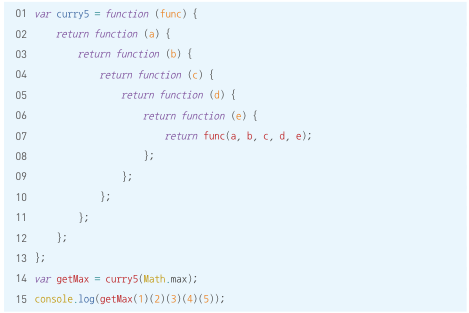 01 var curry5 = function (func) {
02     return function (a) {
03         return function (b) {
04             return function (c) {
05                 return function (d) {
06                     return function (e) {
07                         return func(a, b, c, d, e);
08                     };
09                 };
10             };
11         };
12     };
13 };
14 var getMax = curry5(Math.max);
15 console.log(getMax(1)(2)(3)(4)(5));